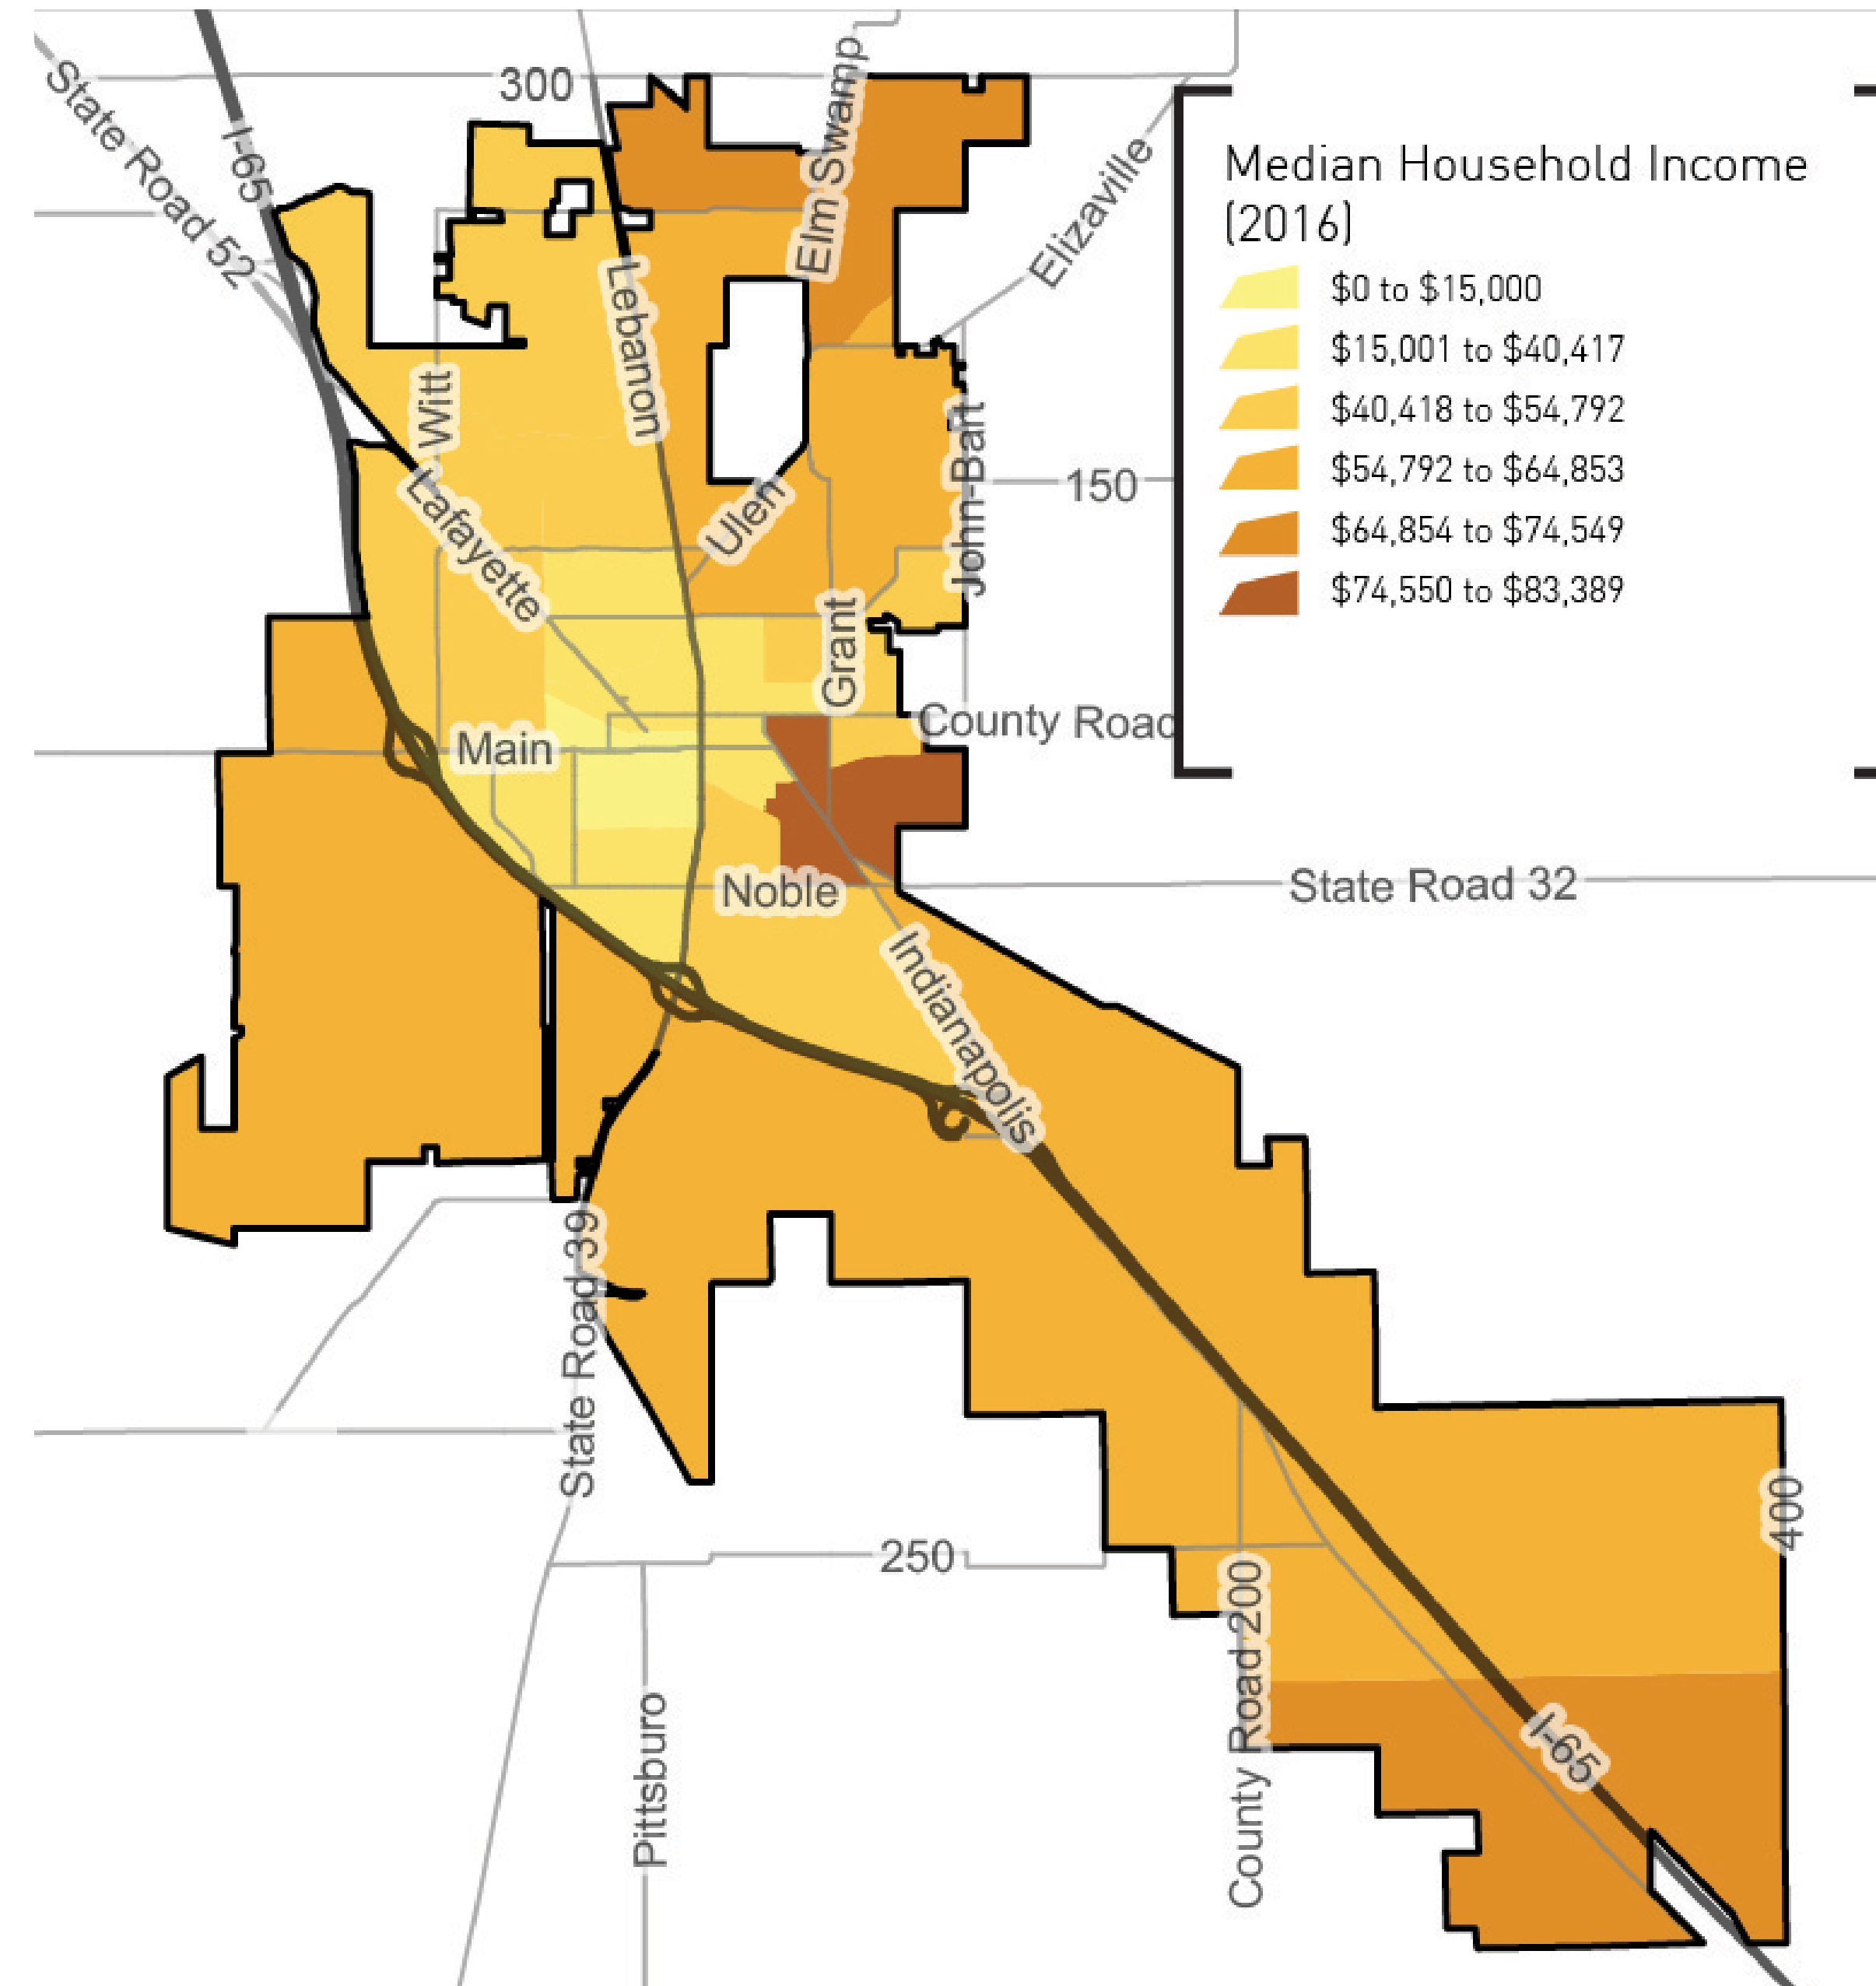 300
State Road 52
I-65
Elm Swamp
Elizaville
Lebanon
Witt
Lafayette
Ulen
John-Bart
150
Grant
County Road
Main
Noble
State Road 32
Indianapolis
State Road 39
250
400
County Road 200
Pittsburo
I-65
Median Household Income
(2016)
$0 to $15,000
$15,001 to $40,417
$40,418 to $54,792
$54,792 to $64,853
$64,854 to $74,549
$74,550 to $83,389